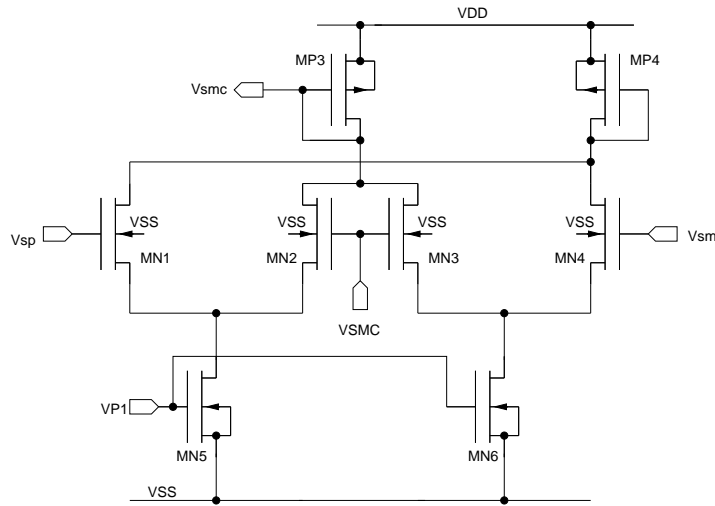 VDD
MP3
MP4
Vsmc
VSS
VSS
VSS
VSS
Vsp
Vsm
MN1
MN2
MN3
MN4
VSMC
VP1
MN5
MN6
VSS